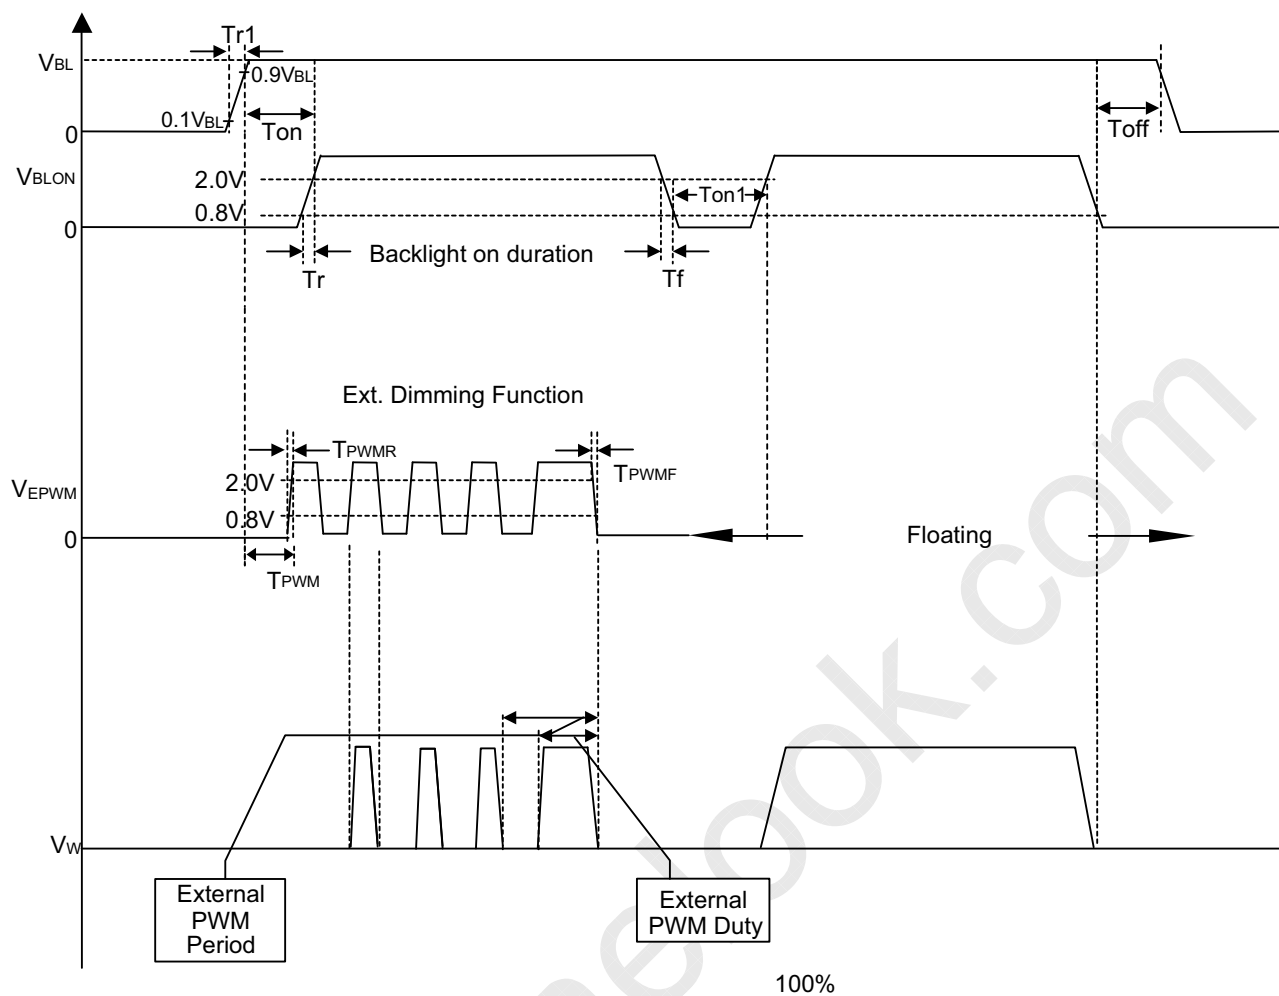 Tr1
VBL
0.9VBL
0.1VBL
Ton
Toff
0
VBLON
2.0V
Ton1
0.8V
0
Backlight on duration
Tr
Tf
Ext. Dimming Function
TPWMR
TPWMF
2.0V
VEPWM
0.8V
0
Floating
TPWM
VW
External
PWM
Period
External
PWM Duty
100%
elook.com